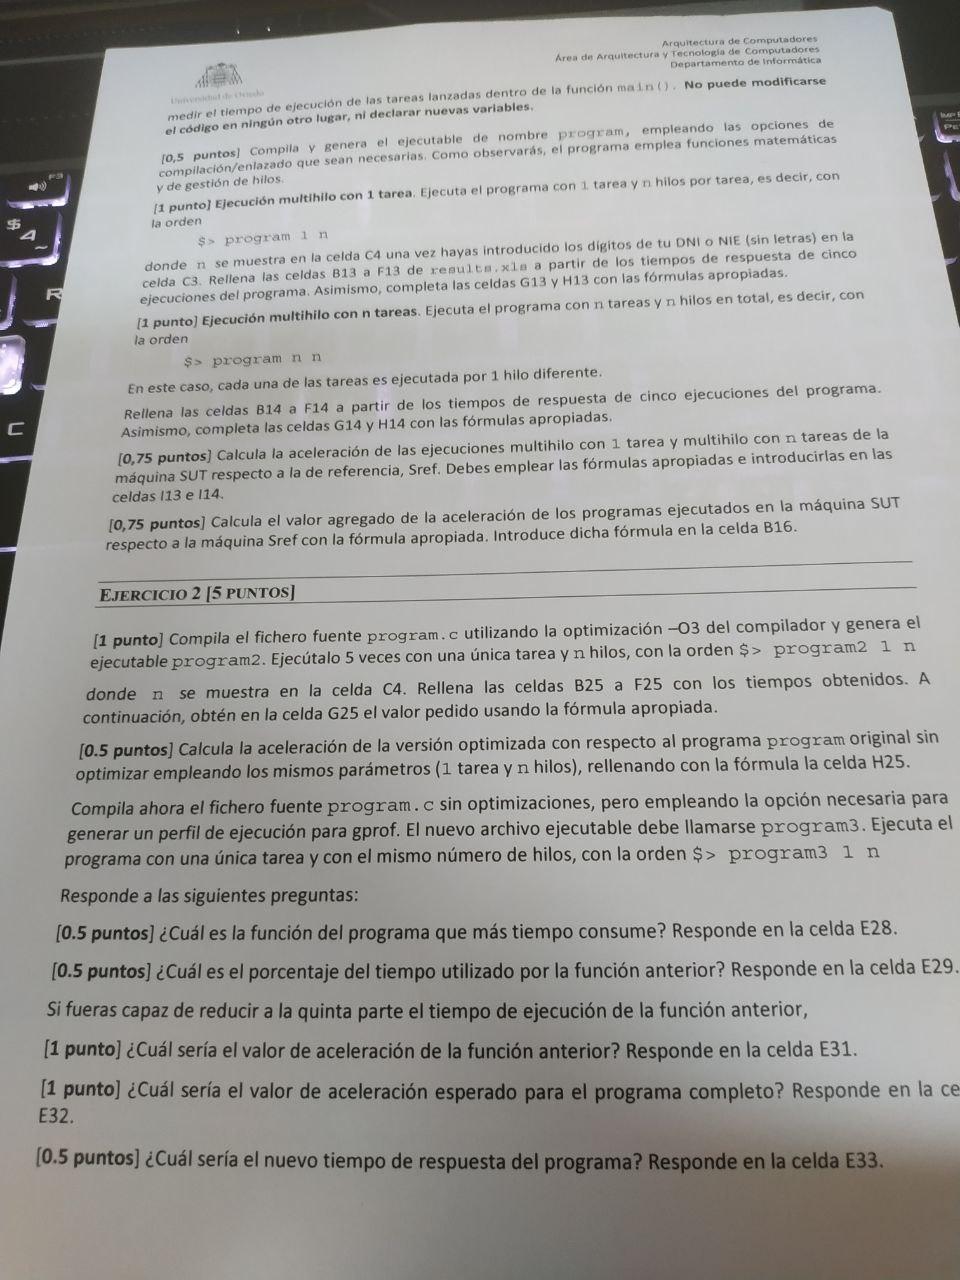 Arquitectura de Computadores
Área de Arquitectura y Tecnología de Computadores
Departamento de Informática
Universidad de Oviedo
medir el tiempo de ejecución de las tareas lanzadas dentro de la función main(). No puede modificarse
el código en ningún otro lugar, ni declarar nuevas variables.
[0,5 puntos] Compila y genera el ejecutable de nombre program, empleando las opciones de
compilación/enlazado que sean necesarias. Como observarás, el programa emplea funciones matemáticas
y de gestión de hilos.
[1 punto] Ejecución multihilo con 1 tarea. Ejecuta el programa con 1 tarea y n hilos por tarea, es decir, con
la orden
$> program 1 n
donde n se muestra en la celda C4 una vez hayas introducido los dígitos de tu DNI o NIE (sin letras) en la
celda C3. Rellena las celdas B13 a F13 de results.xls a partir de los tiempos de respuesta de cinco
ejecuciones del programa. Asimismo, completa las celdas G13 y H13 con las fórmulas apropiadas.
[1 punto] Ejecución multihilo con n tareas. Ejecuta el programa con n tareas y n hilos en total, es decir, con
la orden
$> program n n
En este caso, cada una de las tareas es ejecutada por 1 hilo diferente.
Rellena las celdas B14 a F14 a partir de los tiempos de respuesta de cinco ejecuciones del programa.
Asimismo, completa las celdas G14 y H14 con las fórmulas apropiadas.
[0,75 puntos] Calcula la aceleración de las ejecuciones multihilo con 1 tarea y multihilo con n tareas de la
máquina SUT respecto a la de referencia, Sref. Debes emplear las fórmulas apropiadas e introducirlas en las
celdas I13 e I14.
[0,75 puntos] Calcula el valor agregado de la aceleración de los programas ejecutados en la máquina SUT
respecto a la máquina Sref con la fórmula apropiada. Introduce dicha fórmula en la celda B16.
EJERCICIO 2 [5 PUNTOS]
[1 punto] Compila el fichero fuente program.c utilizando la optimización –O3 del compilador y genera el
ejecutable program2. Ejecútalo 5 veces con una única tarea y n hilos, con la orden $> program2 1 n
donde n se muestra en la celda C4. Rellena las celdas B25 a F25 con los tiempos obtenidos. A
continuación, obtén en la celda G25 el valor pedido usando la fórmula apropiada.
[0.5 puntos] Calcula la aceleración de la versión optimizada con respecto al programa program original sin
optimizar empleando los mismos parámetros (1 tarea y n hilos), rellenando con la fórmula la celda H25.
Compila ahora el fichero fuente program.c sin optimizaciones, pero empleando la opción necesaria para
generar un perfil de ejecución para gprof. El nuevo archivo ejecutable debe llamarse program3. Ejecuta el
programa con una única tarea y con el mismo número de hilos, con la orden $> program3 1 n
Responde a las siguientes preguntas:
[0.5 puntos] ¿Cuál es la función del programa que más tiempo consume? Responde en la celda E28.
[0.5 puntos] ¿Cuál es el porcentaje del tiempo utilizado por la función anterior? Responde en la celda E29.
Si fueras capaz de reducir a la quinta parte el tiempo de ejecución de la función anterior,
[1 punto] ¿Cuál sería el valor de aceleración de la función anterior? Responde en la celda E31.
[1 punto] ¿Cuál sería el valor de aceleración esperado para el programa completo? Responde en la ce
E32.
[0.5 puntos] ¿Cuál sería el nuevo tiempo de respuesta del programa? Responde en la celda E33.
F3
$
4
~
R
C